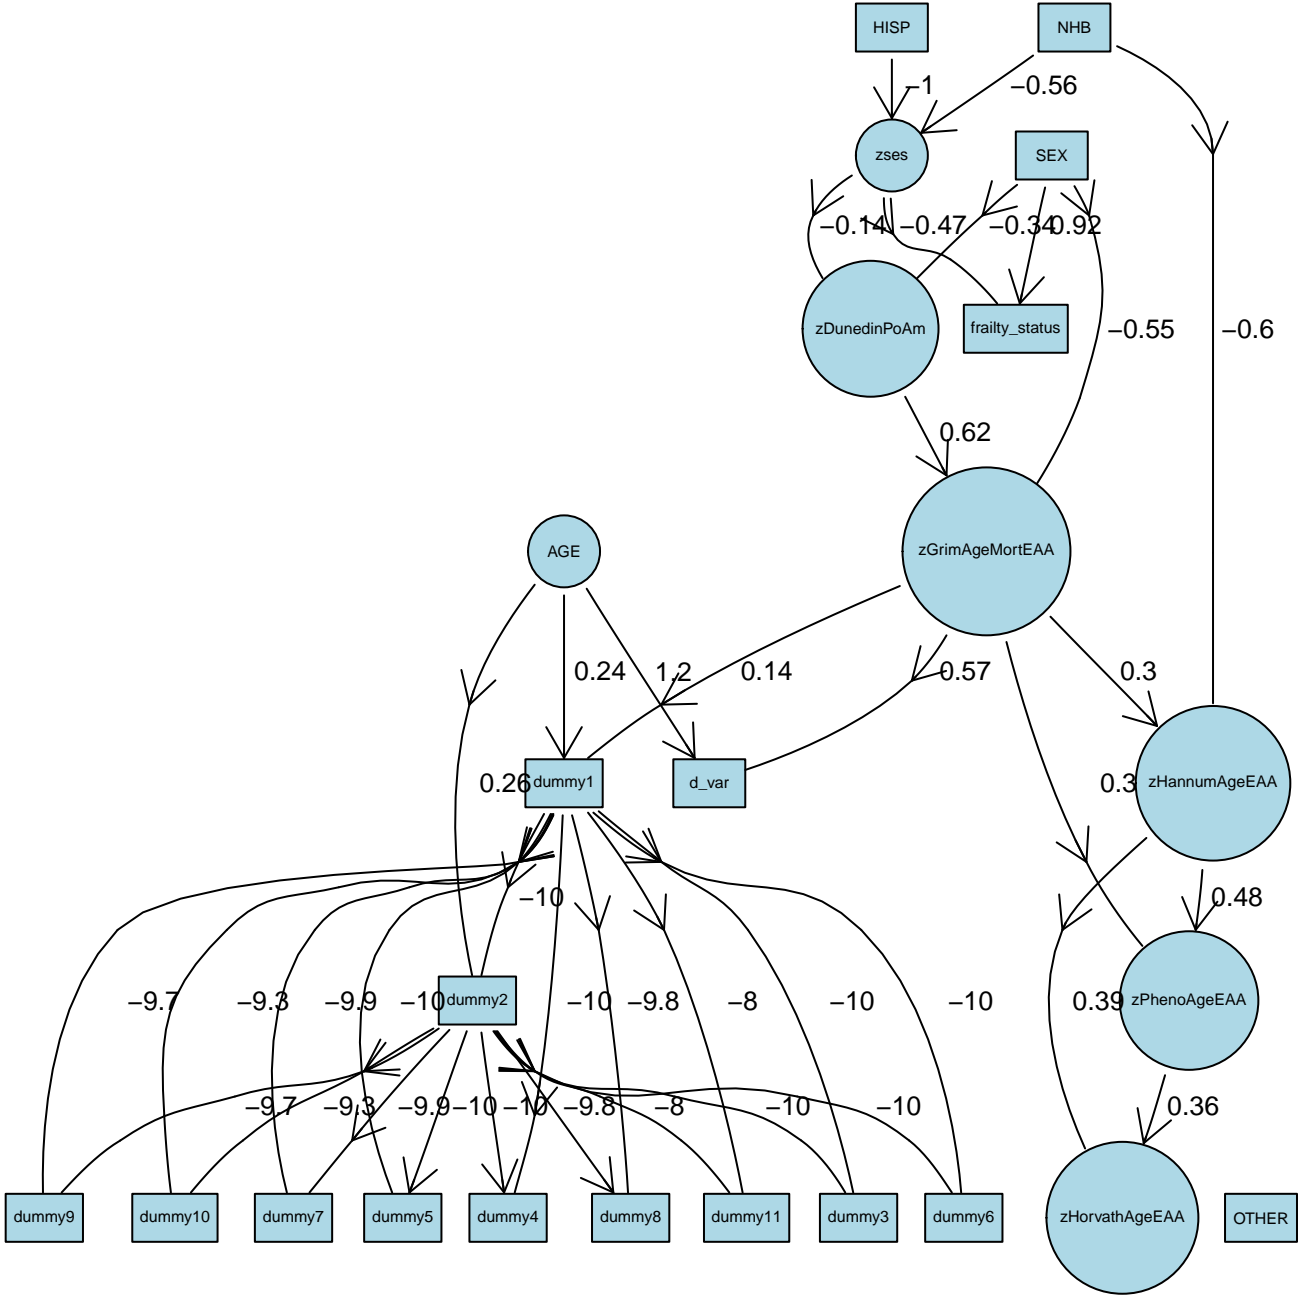 HISP
NHB
−1
−0.56
zses
SEX
−0.14
−0.47
−0.34
0.92
zDunedinPoAm
frailty_status
−0.55
−0.6
0.62
AGE
zGrimAgeMortEAA
0.24
1.2
0.14
0.57
0.3
0.26
dummy1
d_var
0.3
zHannumAgeEAA
−10
0.48
−9.7
−9.3
−9.9
−10
dummy2
−10
−9.8
−8
−10
−10
0.39
zPhenoAgeEAA
−9.7
−9.3
−9.9
−10
−10
−9.8
−8
−10
−10
0.36
dummy9
dummy10
dummy7
dummy5
dummy4
dummy8
dummy11
dummy3
dummy6
zHorvathAgeEAA
OTHER